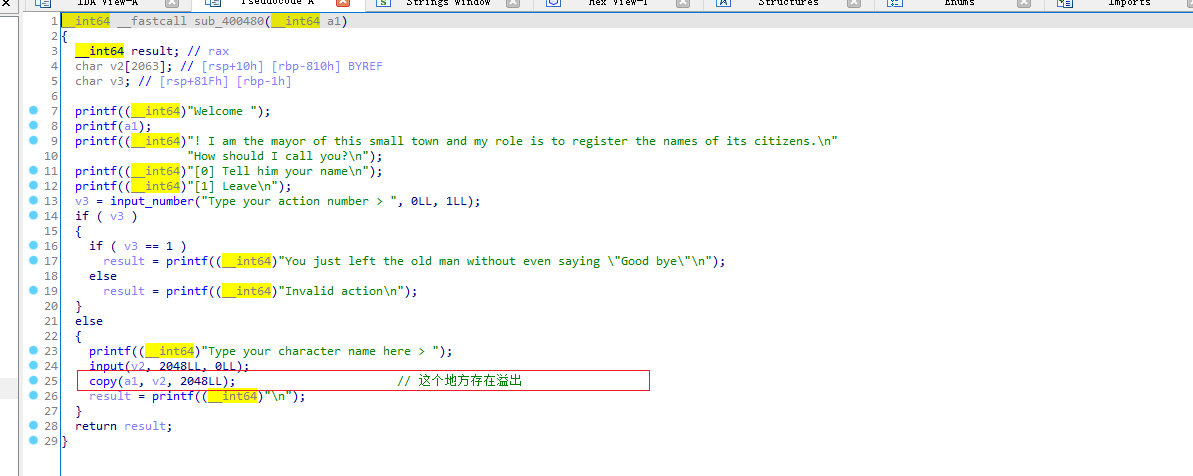 IDA View-A Pseudocode-A Strings window Hex View-1 Structures Enums Imports
1 __int64 __fastcall sub_400480(__int64 a1)
2 {
3 __int64 result; // rax
4 char v2[2063]; // [rsp+10h] [rbp-810h] BYREF
5 char v3; // [rsp+81Fh] [rbp-1h]
6
7 printf((__int64)"Welcome ");
8 printf(a1);
9 printf((__int64)"! I am the mayor of this small town and my role is to register the names of its citizens.\n"
10 "How should I call you?\n");
11 printf((__int64)"[0] Tell him your name\n");
12 printf((__int64)"[1] Leave\n");
13 v3 = input_number("Type your action number > ", 0LL, 1LL);
14 if ( v3 )
15 {
16 if ( v3 == 1 )
17 result = printf((__int64)"You just left the old man without even saying \"Good bye\"\n");
18 else
19 result = printf((__int64)"Invalid action\n");
20 }
21 else
22 {
23 printf((__int64)"Type your character name here > ");
24 input(v2, 2048LL, 0LL);
25 copy(a1, v2, 2048LL); // 这个地方存在溢出
26 result = printf((__int64)"\n");
27 }
28 return result;
29 }